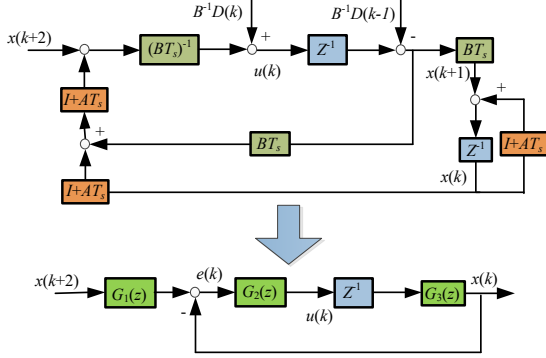 B⁻¹D(k)
B⁻¹D(k-1)
x(k+2)
(BTₛ)⁻¹
+
u(k)
Z⁻¹
-
BTₛ
x(k+1)
I+ATₛ
+
+
BTₛ
Z⁻¹
I+ATₛ
I+ATₛ
x(k)
x(k+2)
G₁(z)
e(k)
-
G₂(z)
u(k)
Z⁻¹
G₃(z)
x(k)